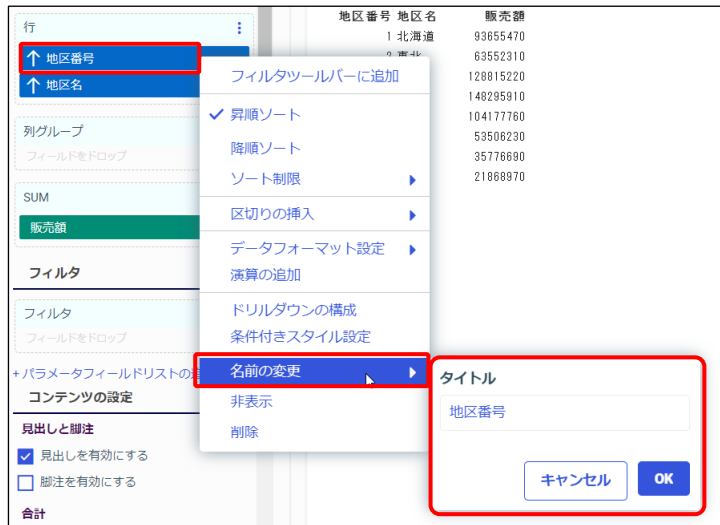 行
地区番号
地区名
列グループ
フィールドをドロップ
SUM
販売額
フィルタ
フィルタ
フィールドをドロップ
+パラメータフィールドリストの
コンテンツの設定
見出しと脚注
見出しを有効にする
脚注を有効にする
合計
フィルタツールバーに追加
昇順ソート
降順ソート
ソート制限
区切りの挿入
データフォーマット設定
演算の追加
ドリルダウンの構成
条件付きスタイル設定
名前の変更
非表示
削除
地区番号 地区名 販売額
1 北海道 93655470
2 東北 63552310
128815220
148295910
104177760
53506230
35776690
21868970
タイトル
地区番号
キャンセル OK